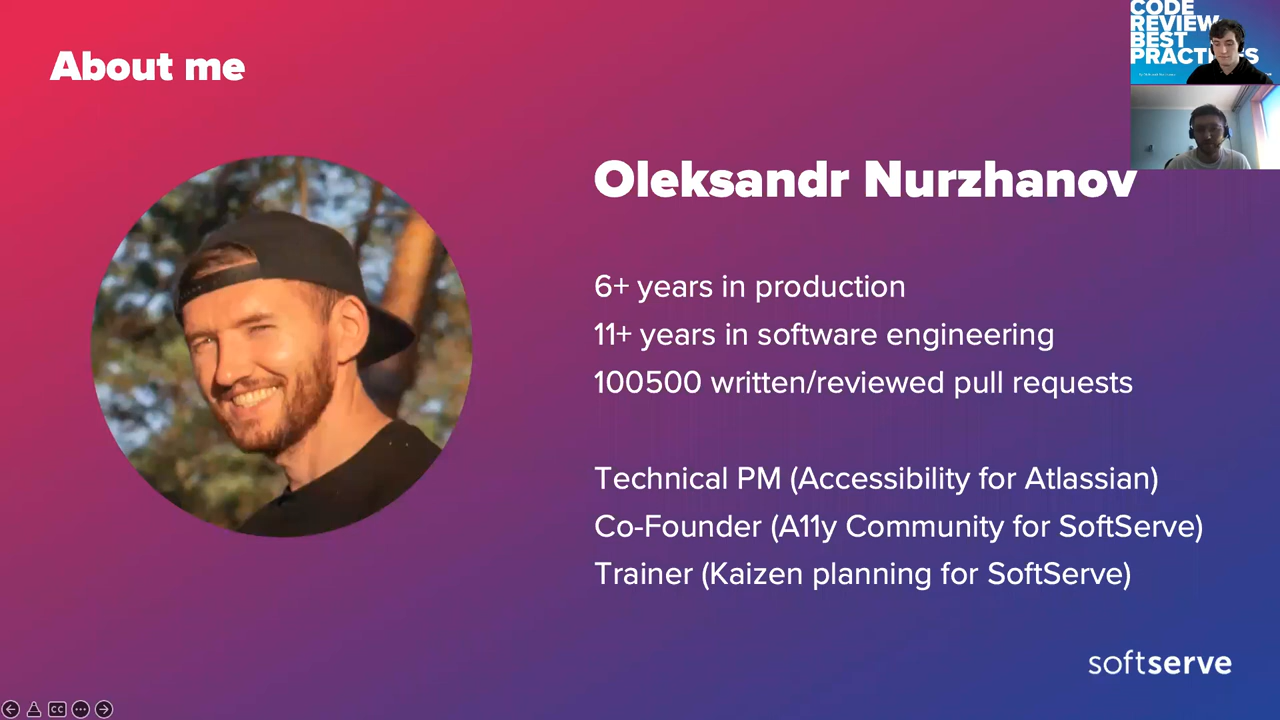 About me
CODE
REVIEW
BEST
Oleksandr Nurzhanov
6+ years in production
11+ years in software engineering
100500 written/reviewed pull requests
Technical PM (Accessibility for Atlassian)
Co-Founder (A11y Community for SoftServe)
Trainer (Kaizen planning for SoftServe)
softserve
CC